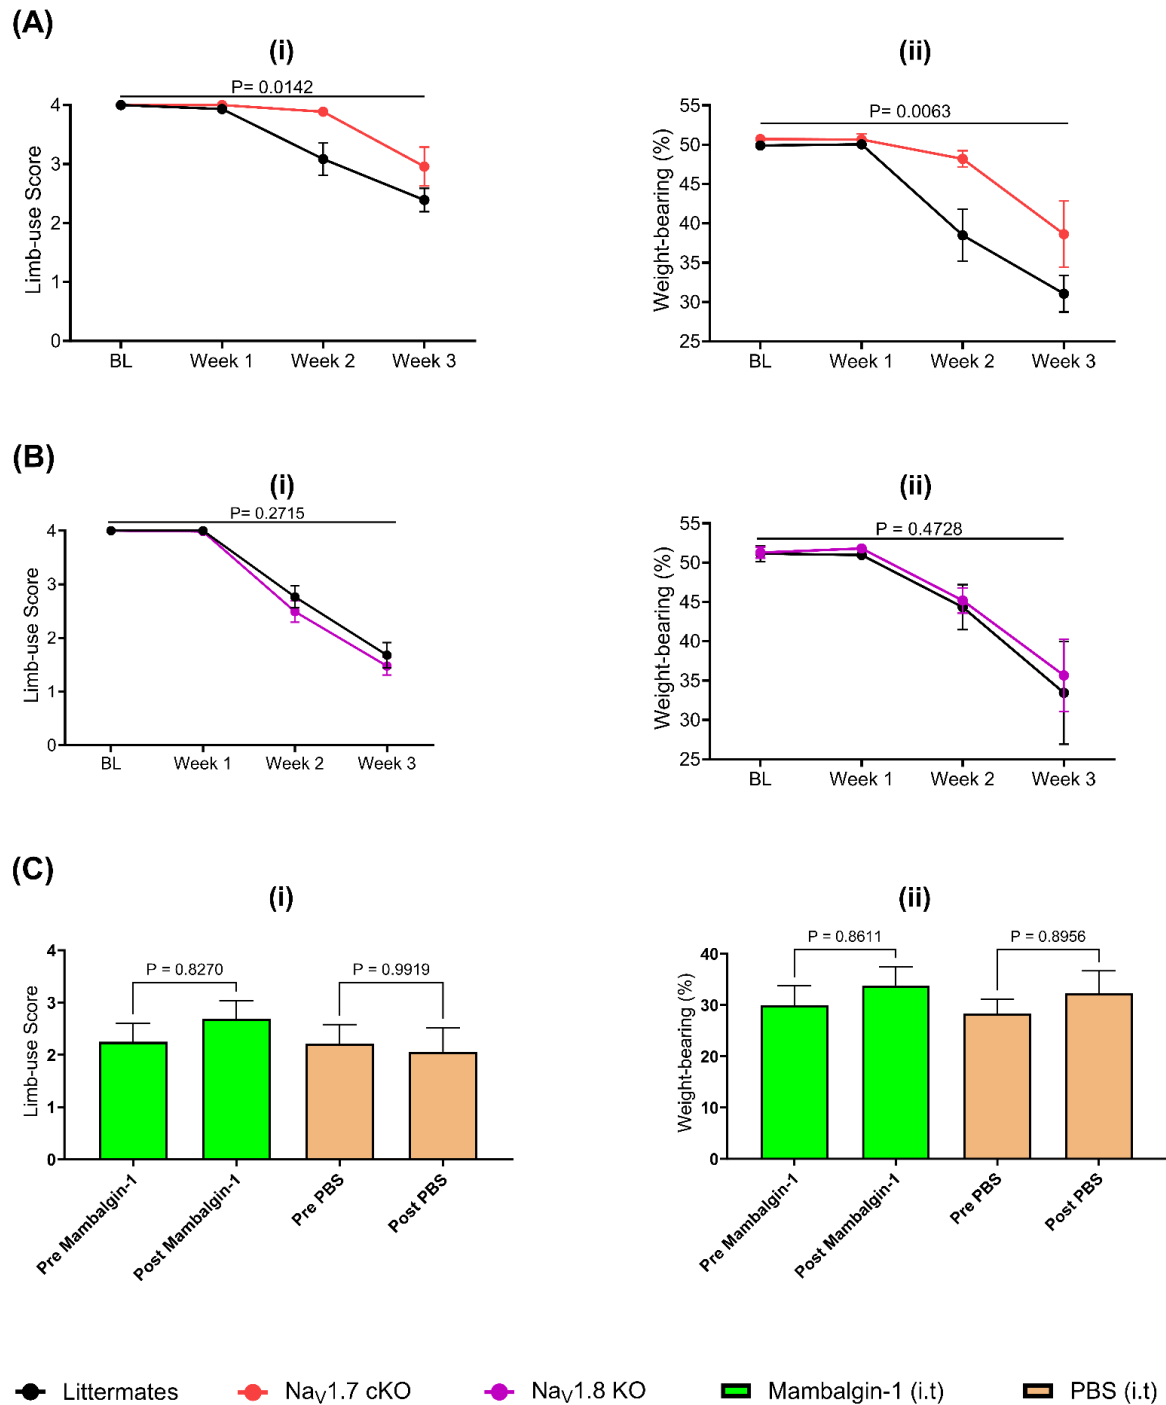 (A)
(i)
P= 0.0142
Limb-use Score
4
3
2
1
0
BL Week 1 Week 2 Week 3
(ii)
P= 0.0063
Weight-bearing (%)
55
50
45
40
35
30
25
BL Week 1 Week 2 Week 3
(B)
(i)
P= 0.2715
Limb-use Score
4
3
2
1
0
BL Week 1 Week 2 Week 3
(ii)
P = 0.4728
Weight-bearing (%)
55
50
45
40
35
30
25
BL Week 1 Week 2 Week 3
(C)
(i)
P = 0.8270 P = 0.9919
Limb-use Score
4
3
2
1
0
Pre Mambalgin-1
Post Mambalgin-1
Pre PBS
Post PBS
(ii)
P = 0.8611 P = 0.8956
Weight-bearing (%)
40
30
20
10
0
Pre Mambalgin-1
Post Mambalgin-1
Pre PBS
Post PBS
Littermates NaV1.7 cKO NaV1.8 KO Mambalgin-1 (i.t) PBS (i.t)